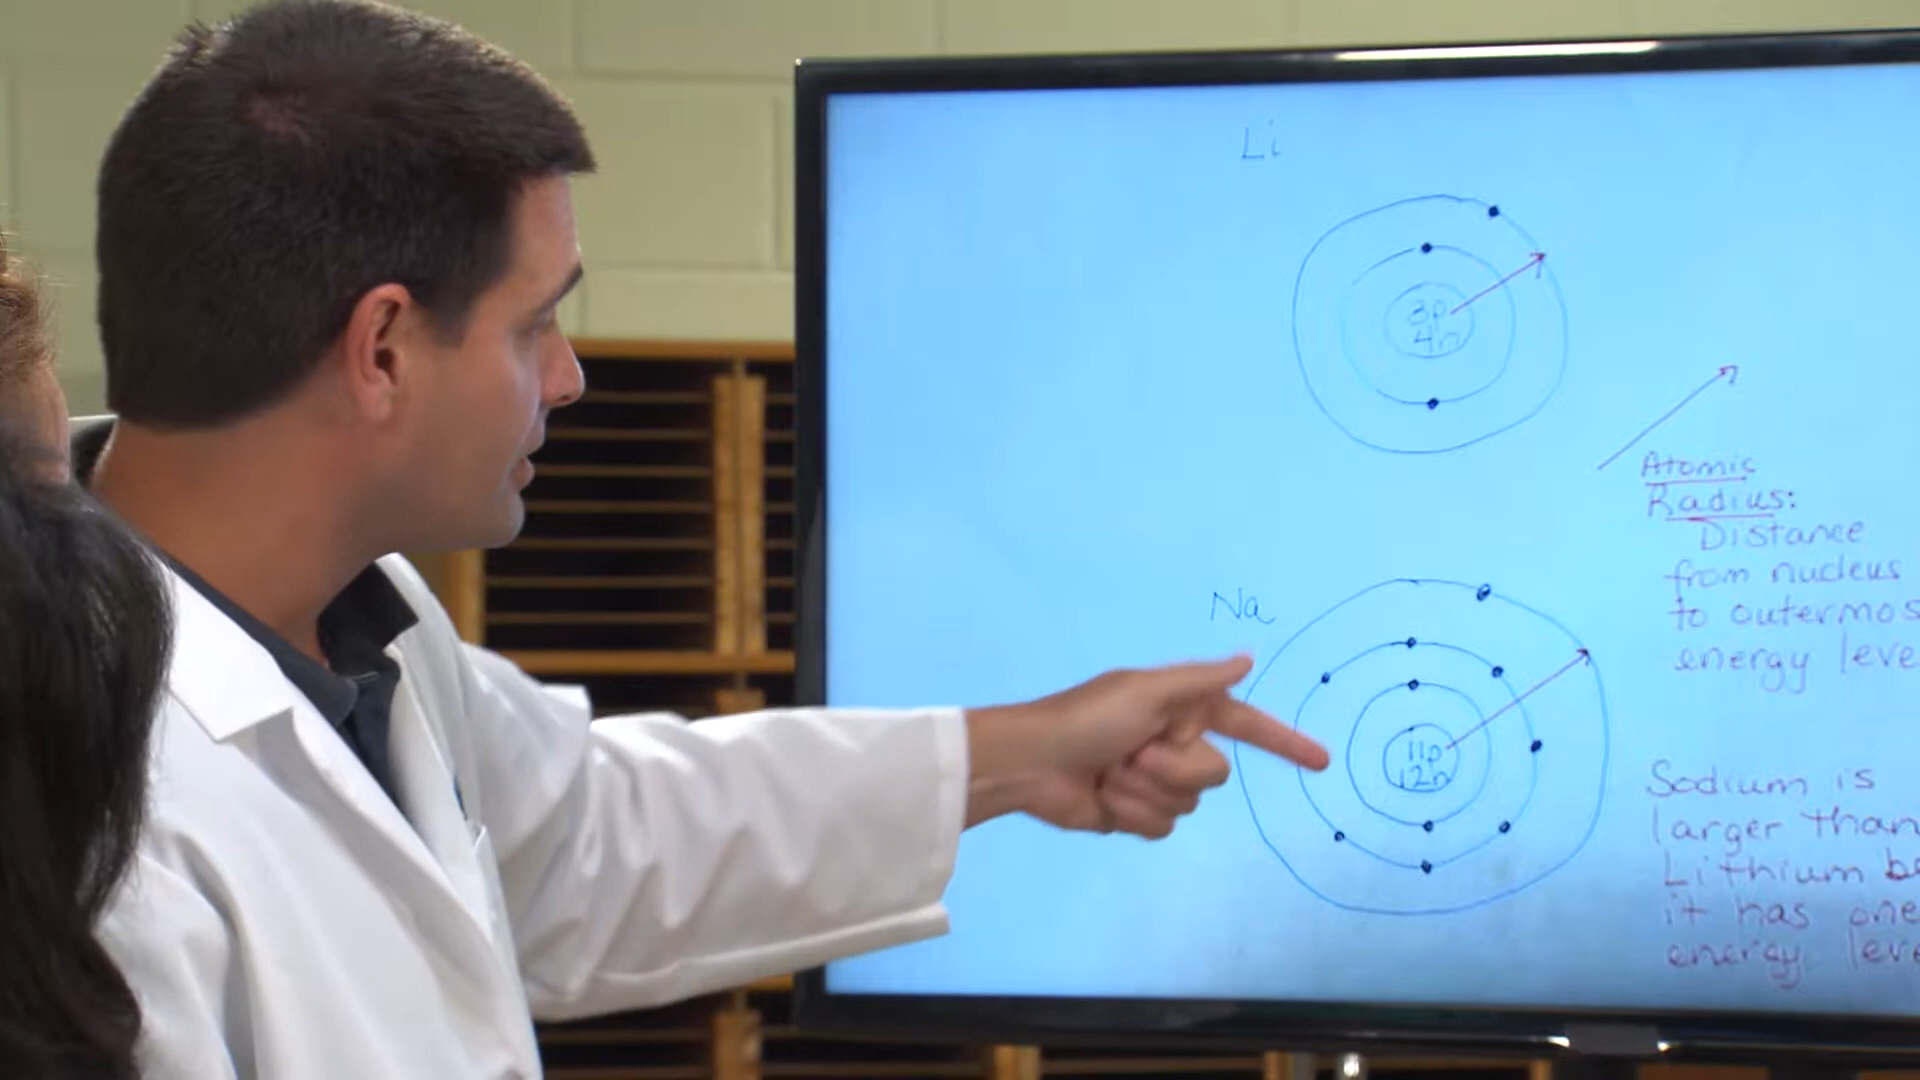 Li
3p
4n
Atomic
Radius:
Distance
from nucleus
to outermos
energy leve
Na
11p
12n
Sodium is
larger than
Lithium be
it has one
energy leve